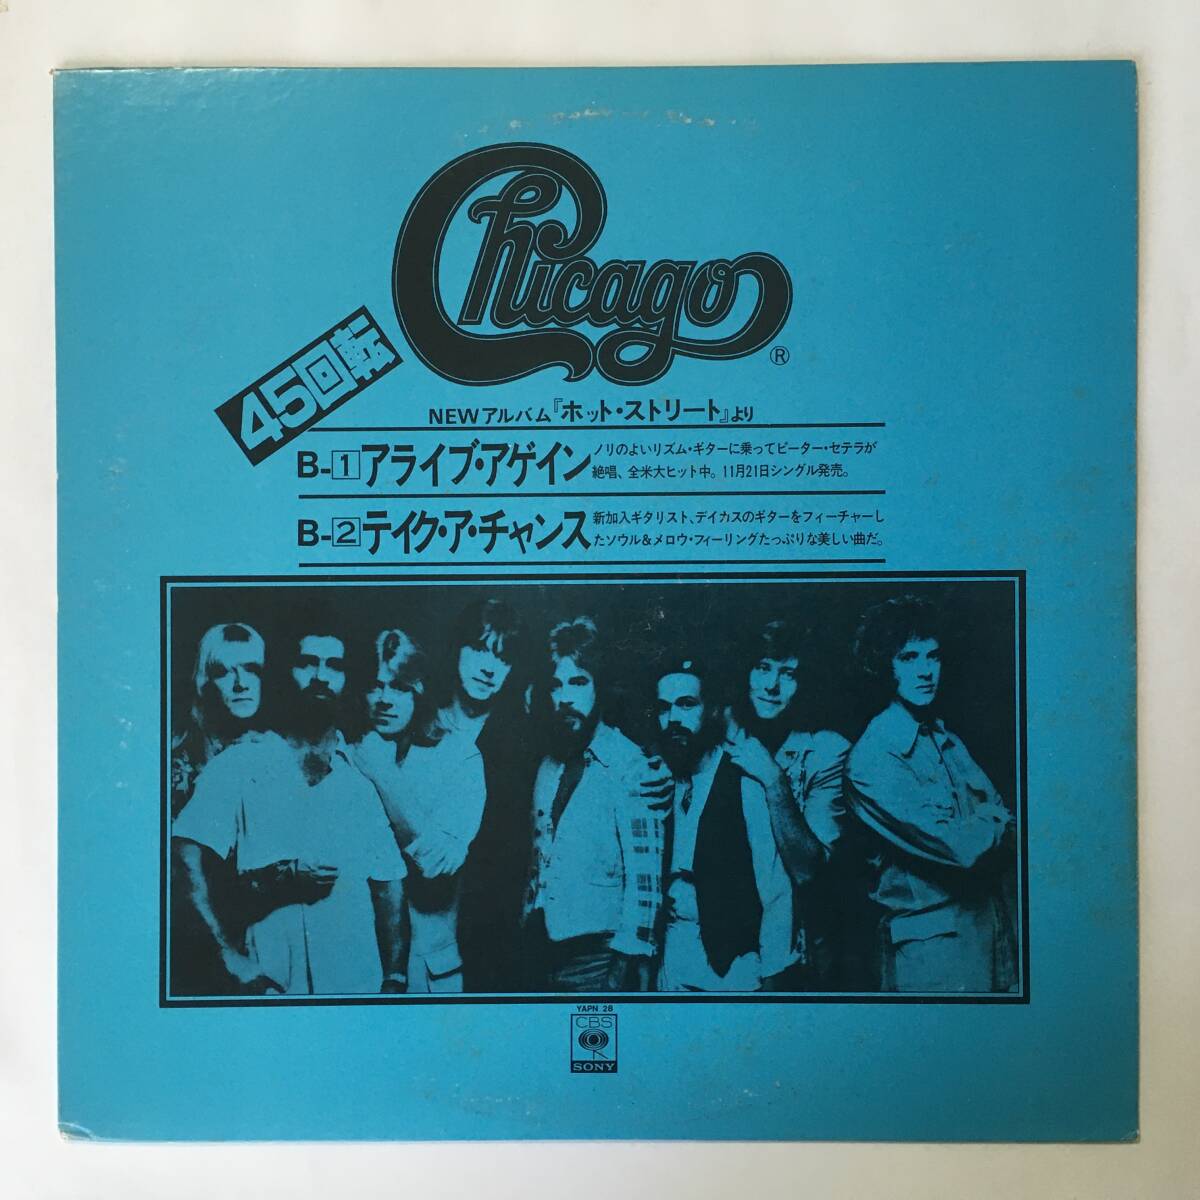 Chicago
®
45回転
NEWアルバム『ホット・ストリート』より
B-1 アライブ・アゲイン
ノリのよいリズム・ギターに乗ってピーター・セテラが
絶唱、全米大ヒット中。11月21日シングル発売。
B-2 テイク・ア・チャンス
新加入ギタリスト、デイカスのギターをフィーチャーし
たソウル&メロウ・フィーリングたっぷりな美しい曲だ。
YAPN 28
CBS
SONY